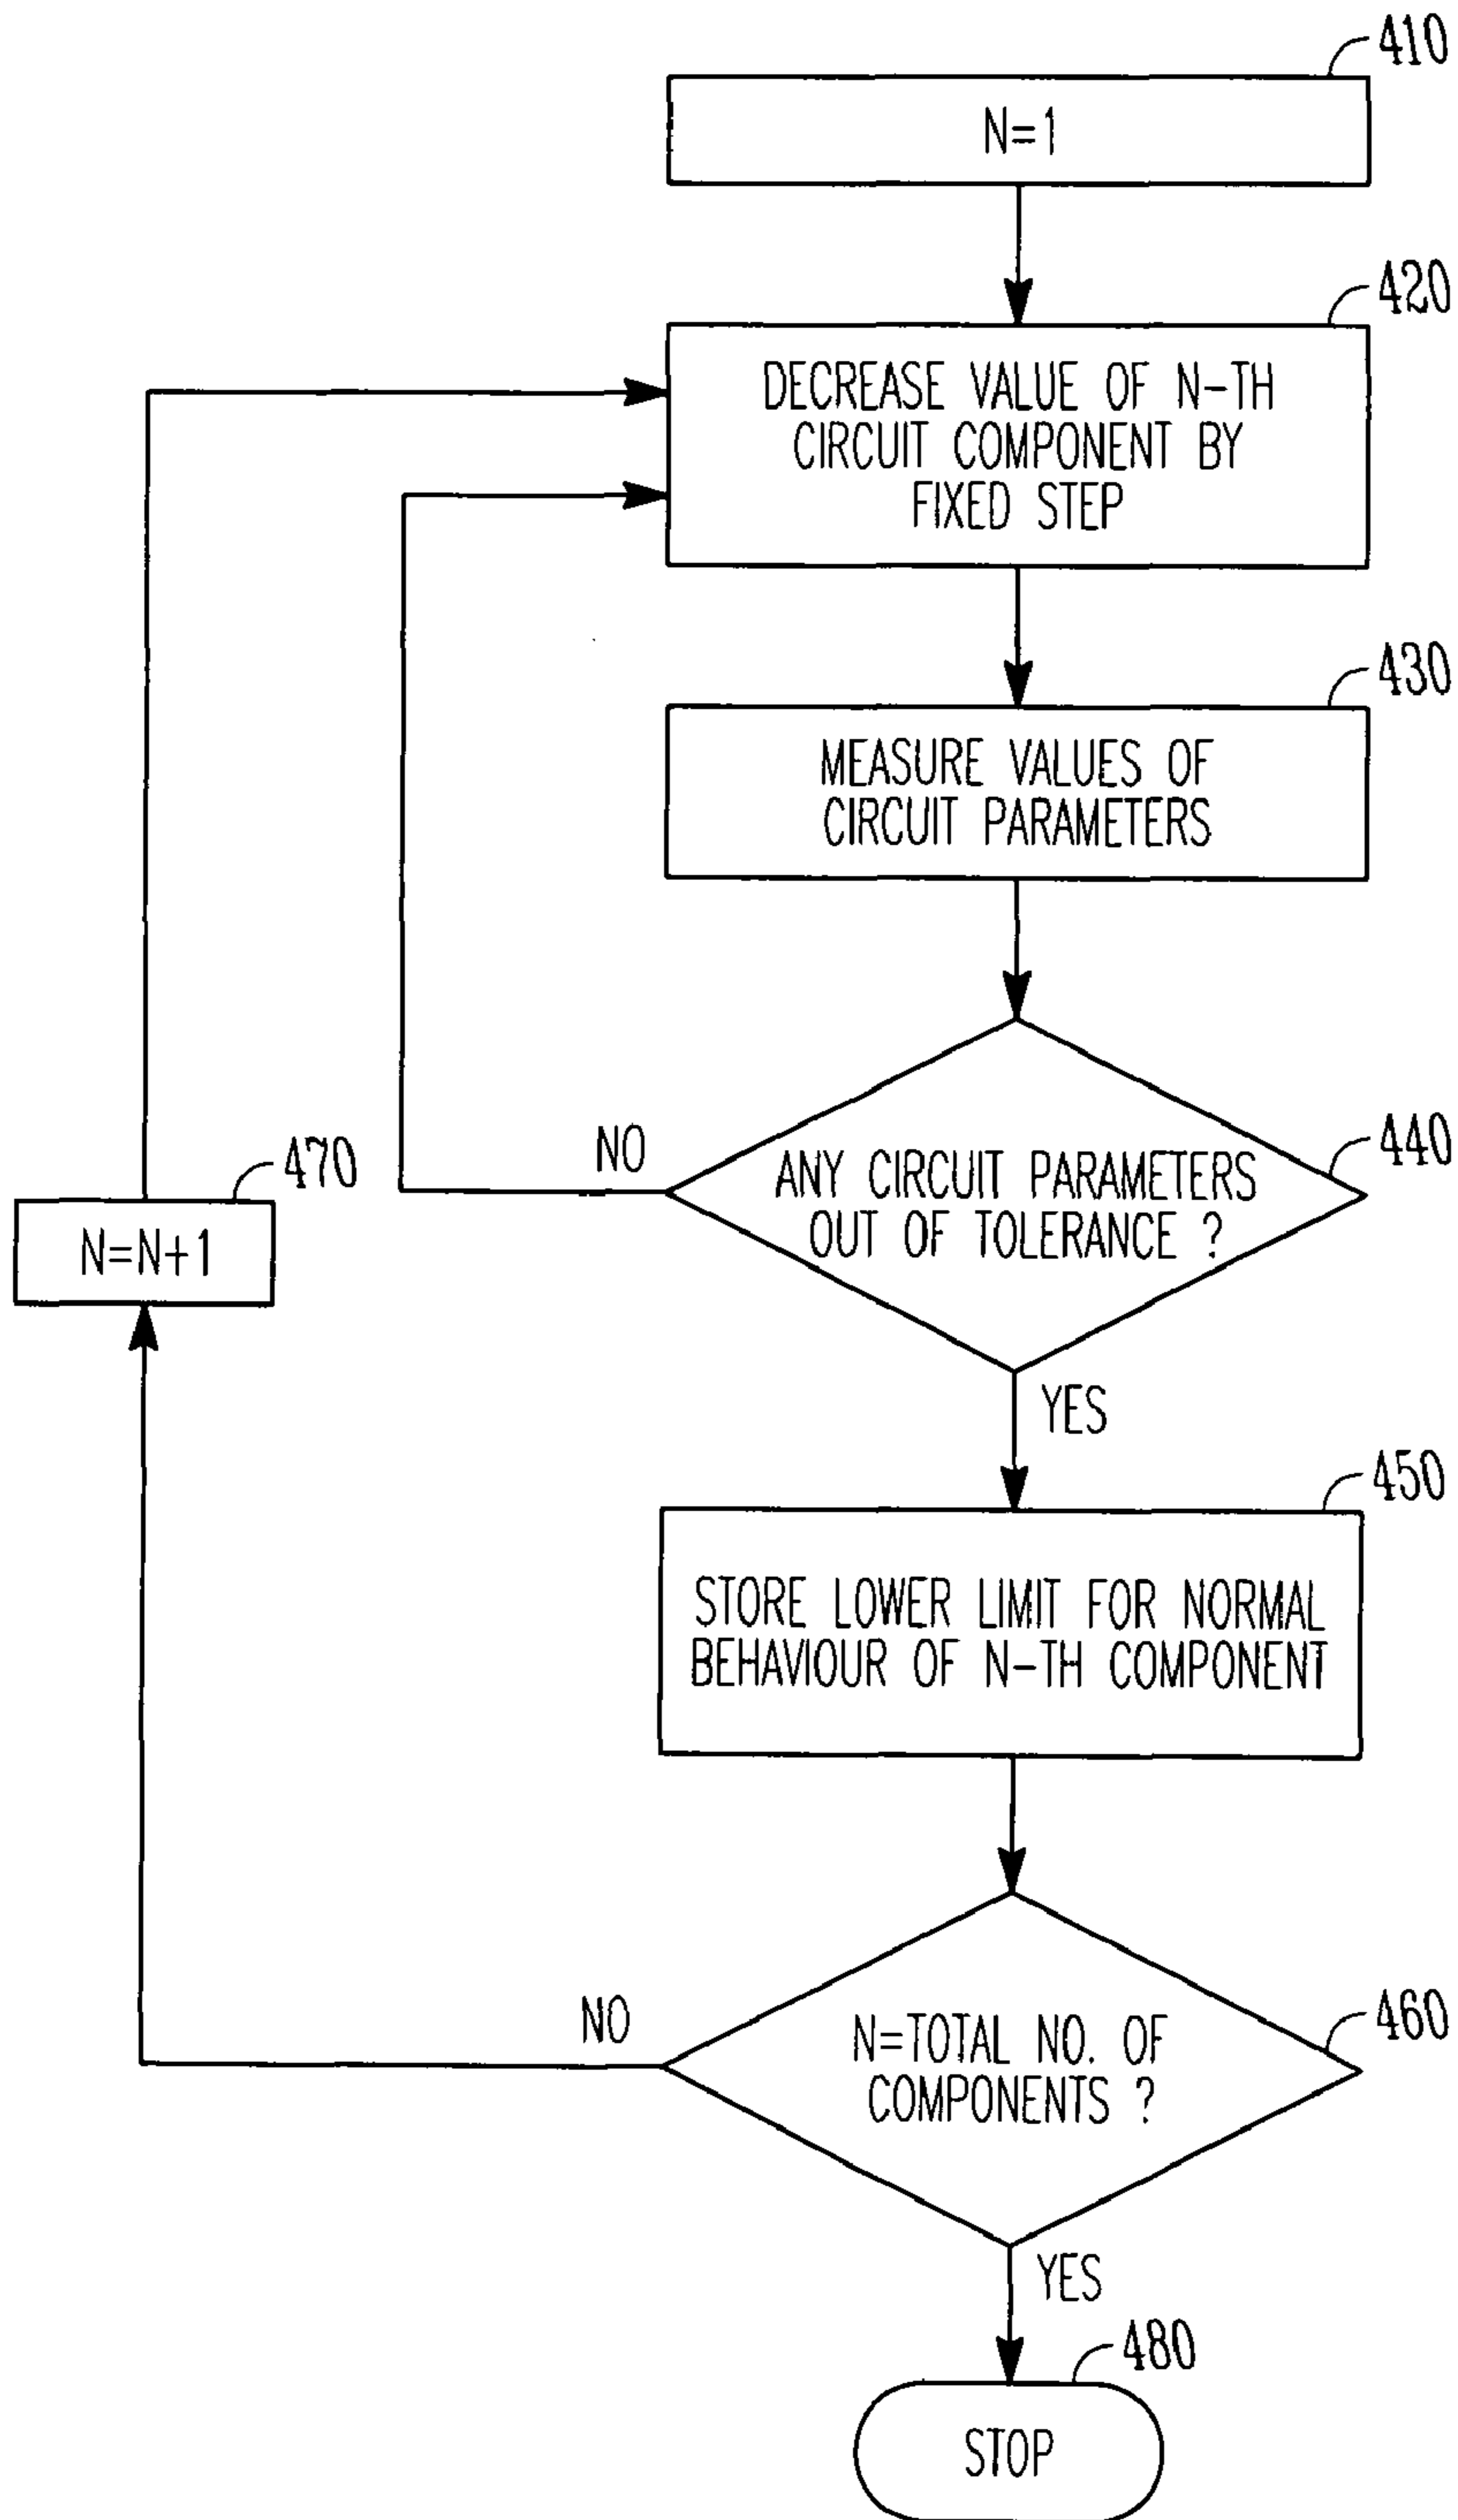 410
N=1
420
DECREASE VALUE OF N-TH
CIRCUIT COMPONENT BY
FIXED STEP
430
MEASURE VALUES OF
CIRCUIT PARAMETERS
440
NO
ANY CIRCUIT PARAMETERS
OUT OF TOLERANCE ?
470
N=N+1
YES
450
STORE LOWER LIMIT FOR NORMAL
BEHAVIOUR OF N-TH COMPONENT
460
NO
N=TOTAL NO. OF
COMPONENTS ?
YES
480
STOP